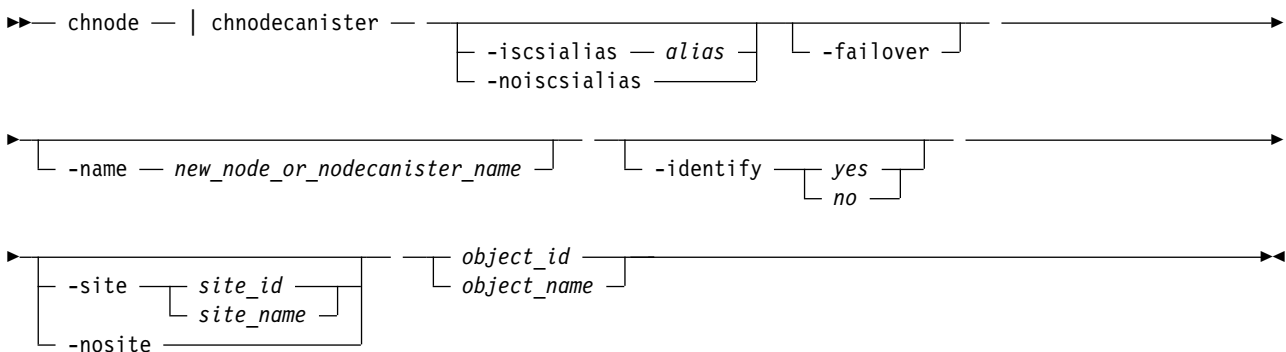 ►►— chnode — | chnodecanister
-iscsialias — alias
-noiscsialias
-failover
-name — new_node_or_nodecanister_name
-identify yes
no
-site site_id
site_name
-nosite
object_id
object_name